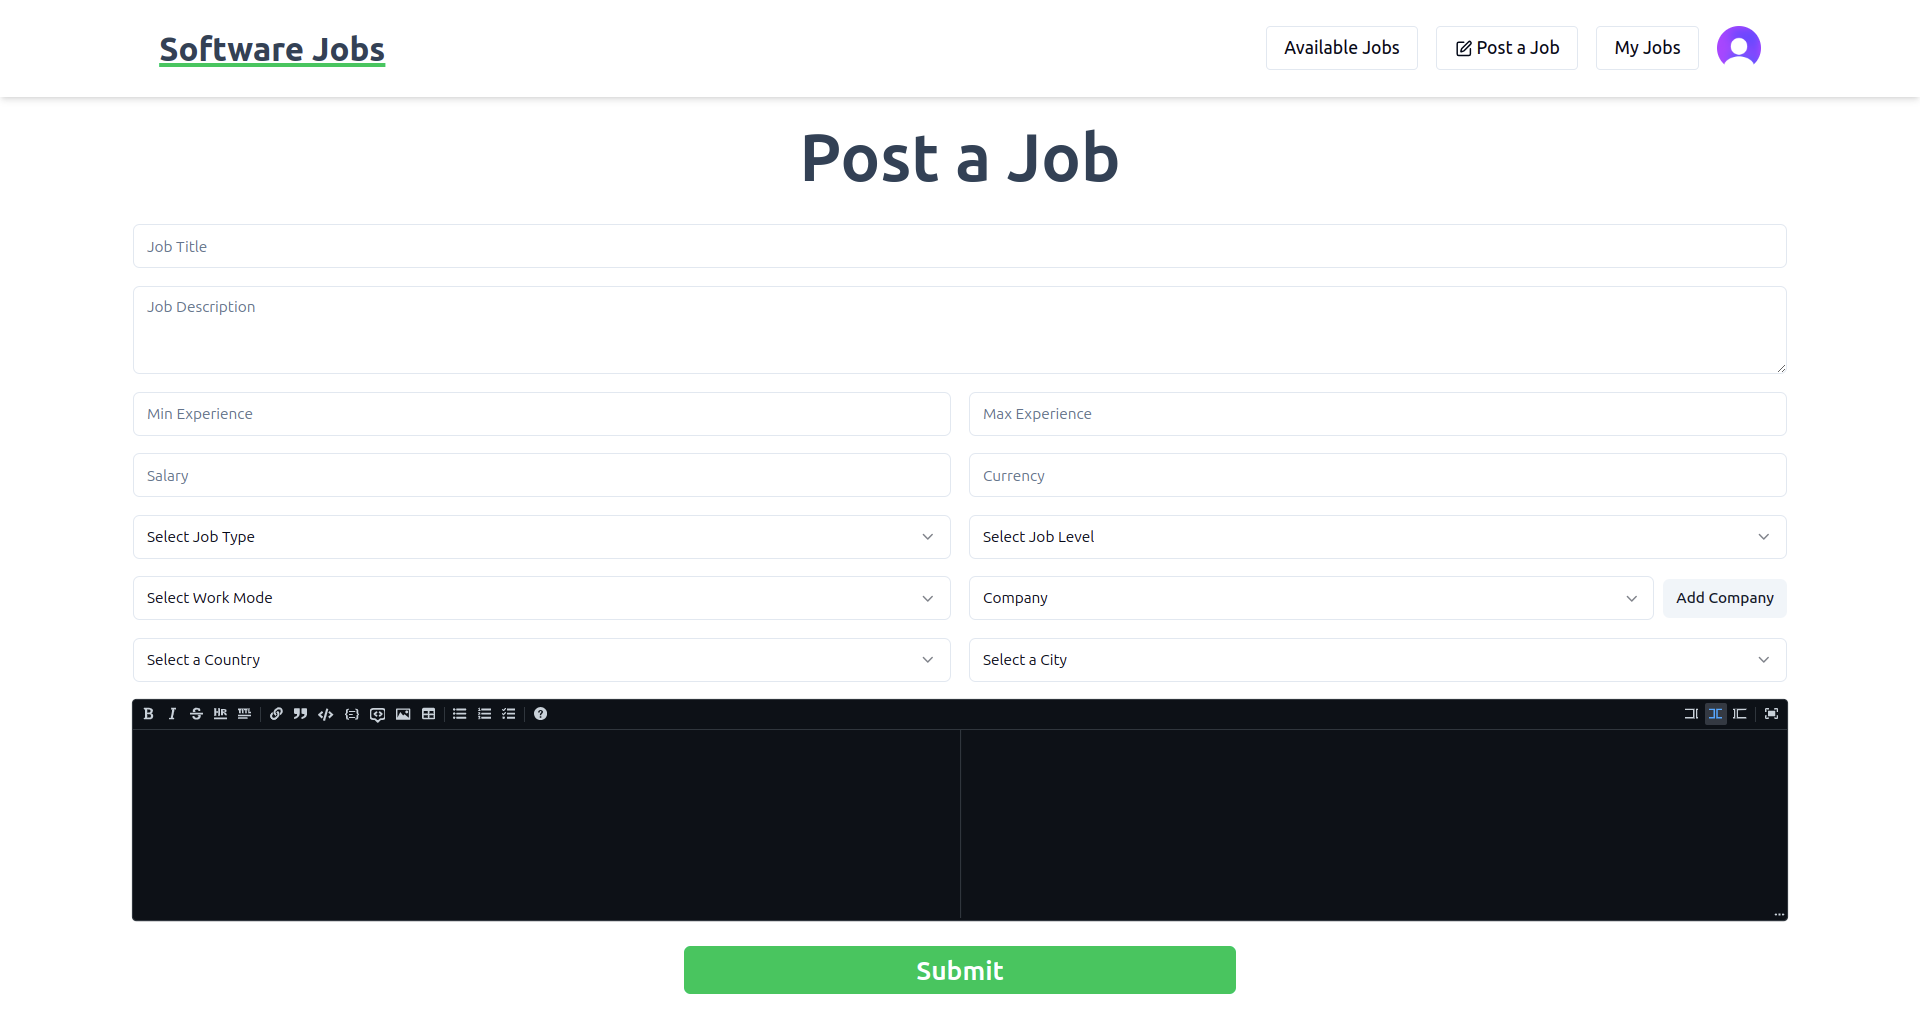 Software Jobs
Available Jobs
Post a Job
My Jobs
Post a Job
Job Title
Job Description
Min Experience
Max Experience
Salary
Currency
Select Job Type
Select Job Level
Select Work Mode
Company
Add Company
Select a Country
Select a City
B I S HR TITL
Submit